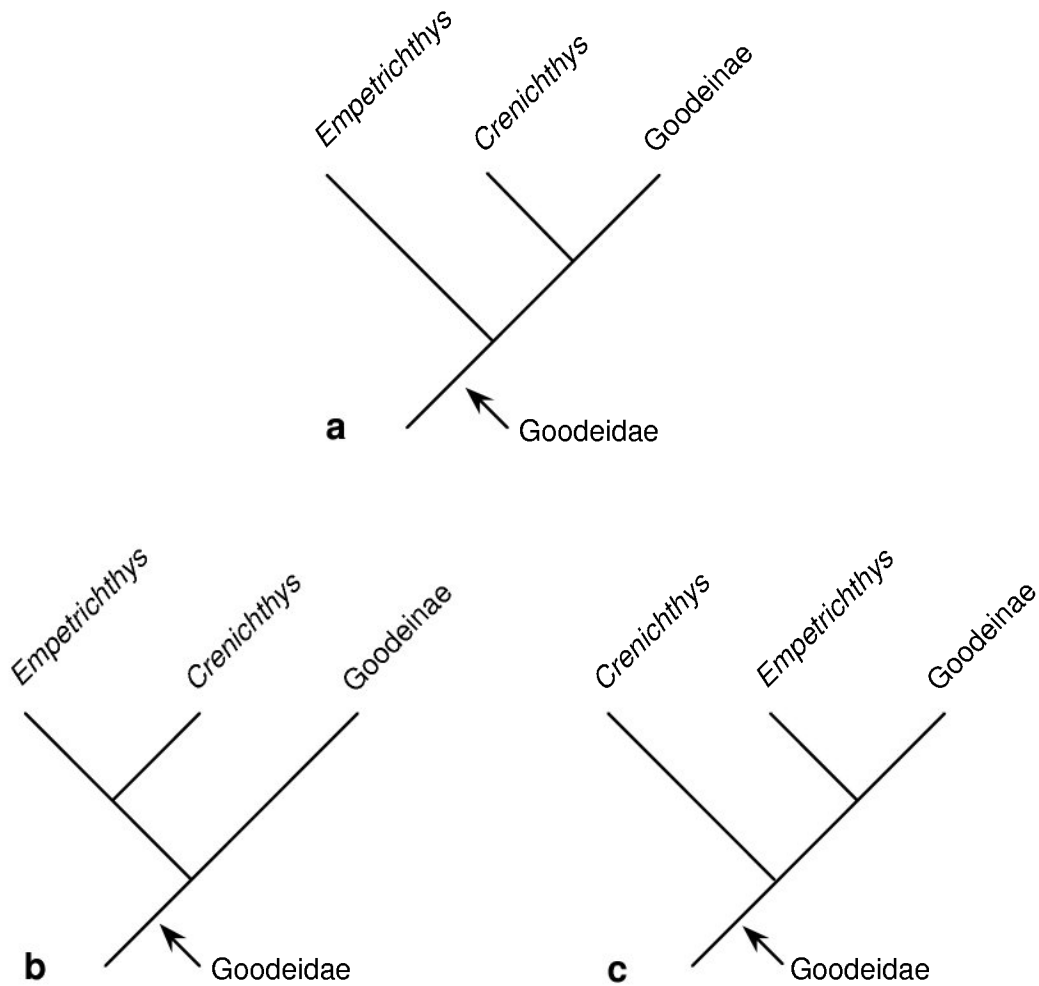 Empetrichthys
Crenichthys
Goodeinae
a
Goodeidae
Empetrichthys
Crenichthys
Goodeinae
b
Goodeidae
Crenichthys
Empetrichthys
Goodeinae
c
Goodeidae